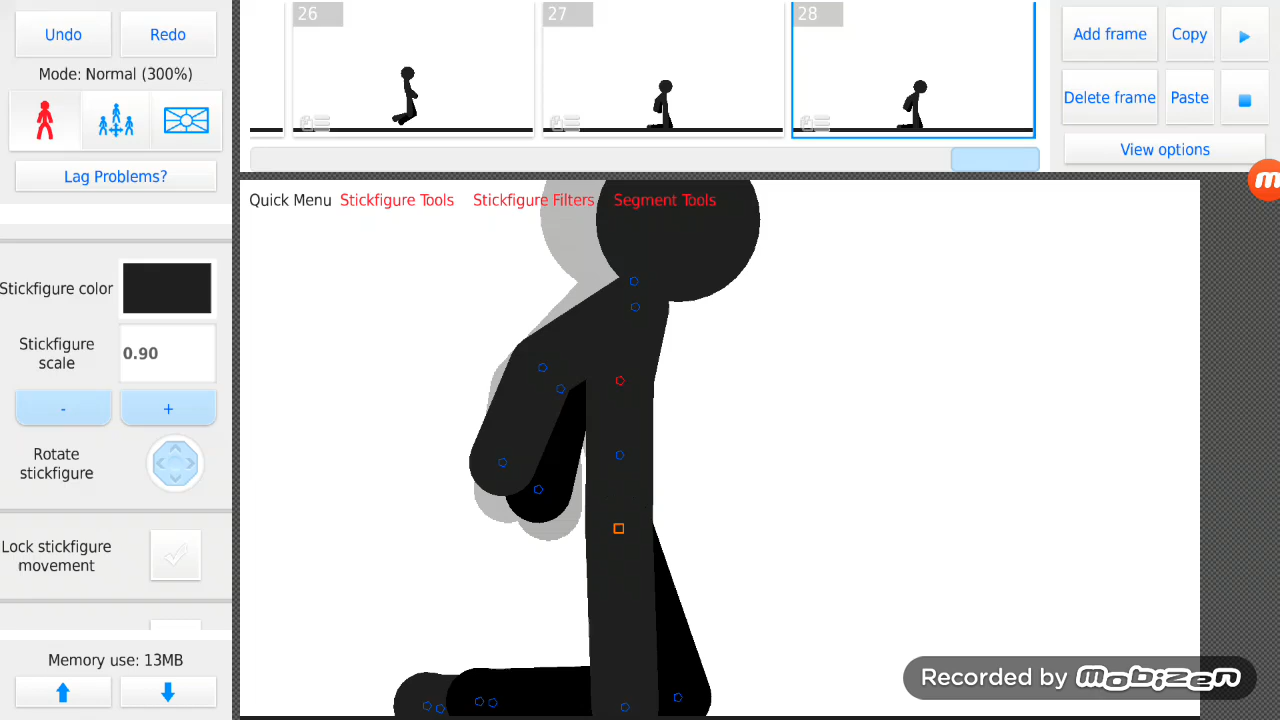 Undo
Redo
Mode: Normal (300%)
Lag Problems?
26
27
28
Add frame
Copy
Delete frame
Paste
View options
Quick Menu
Stickfigure Tools
Stickfigure Filters
Segment Tools
Stickfigure color
Stickfigure
scale
0.90
-
+
Rotate
stickfigure
Lock stickfigure
movement
Memory use: 13MB
Recorded by mobizen